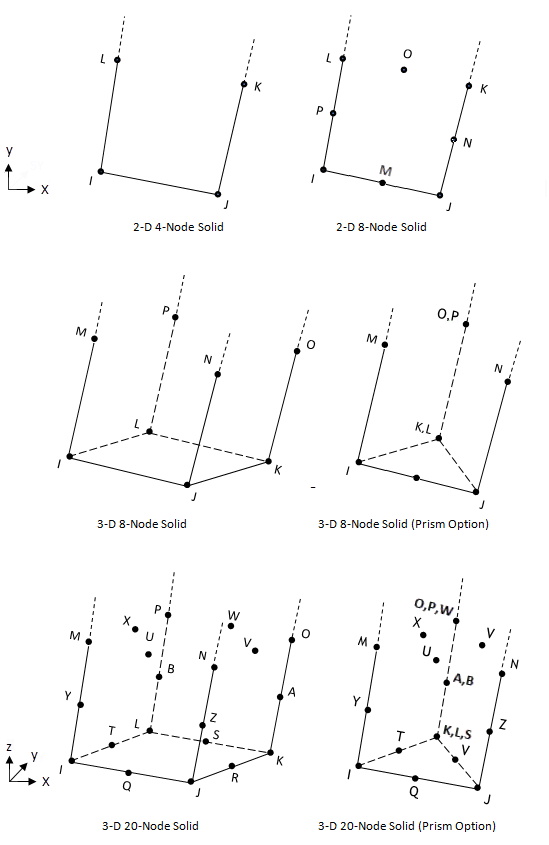 L K O L K
P N
y M
I I
X J J
2-D 4-Node Solid 2-D 8-Node Solid
P O,P
M O M N
N
L K,L
I K I
J J
3-D 8-Node Solid 3-D 8-Node Solid (Prism Option)
P W O,P,W
X U O X V
M V M U N
N
B A A,B
Y Y
Z Z
L S K,L,S
T T V
z y I K I
X Q R Q
J J
3-D 20-Node Solid 3-D 20-Node Solid (Prism Option)